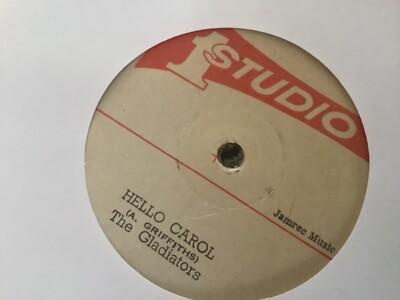 1 STUDIO
Jamrec Music
HELLO CAROL
(A. GRIFFITHS)
The Gladiators